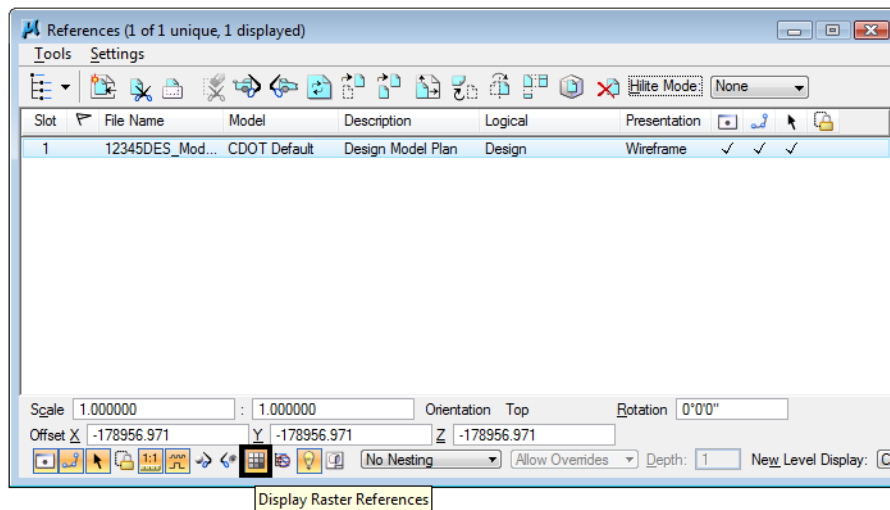 References (1 of 1 unique, 1 displayed)
Tools Settings
Hilite Mode: None
Slot File Name Model Description Logical Presentation
1 12345DES_Mod... CDOT Default Design Model Plan Design Wireframe
Scale 1.000000 : 1.000000 Orientation Top Rotation 0°0'0"
Offset X -178956.971 Y -178956.971 Z -178956.971
1:1 No Nesting Allow Overrides Depth: 1 New Level Display: C
Display Raster References